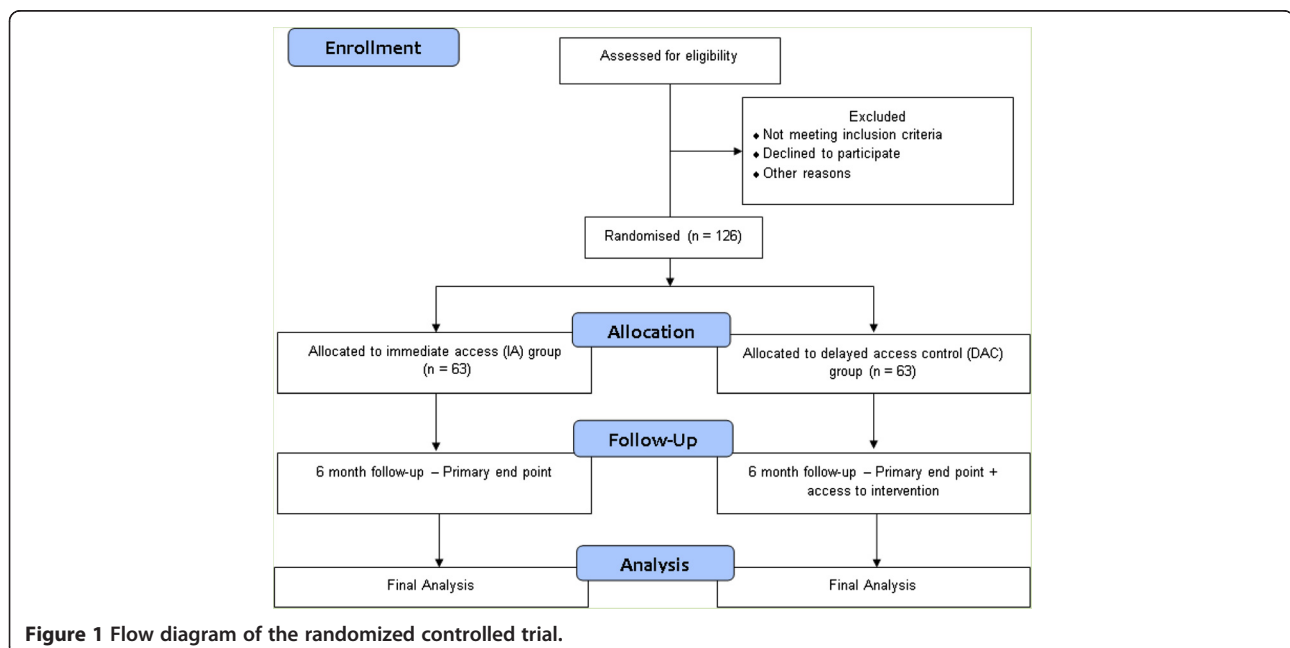 Enrollment
Assessed for eligibility
Excluded
♦ Not meeting inclusion criteria
♦ Declined to participate
♦ Other reasons
Randomised (n = 126)
Allocation
Allocated to immediate access (IA) group
(n = 63)
Allocated to delayed access control (DAC)
group (n = 63)
Follow-Up
6 month follow-up – Primary end point
6 month follow-up – Primary end point +
access to intervention
Analysis
Final Analysis
Final Analysis
Figure 1 Flow diagram of the randomized controlled trial.